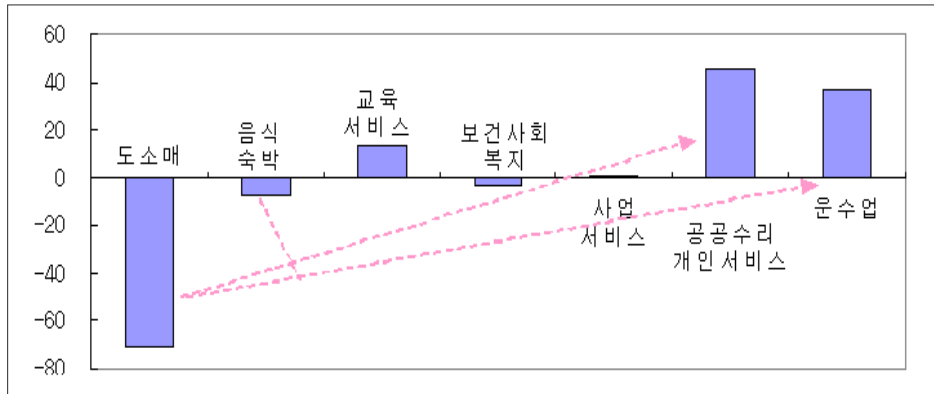 60
40
20
0
-20
-40
-60
-80
도소매
음식
숙박
교육
서비스
보건사회
복지
사업
서비스
공공수리
개인서비스
운수업